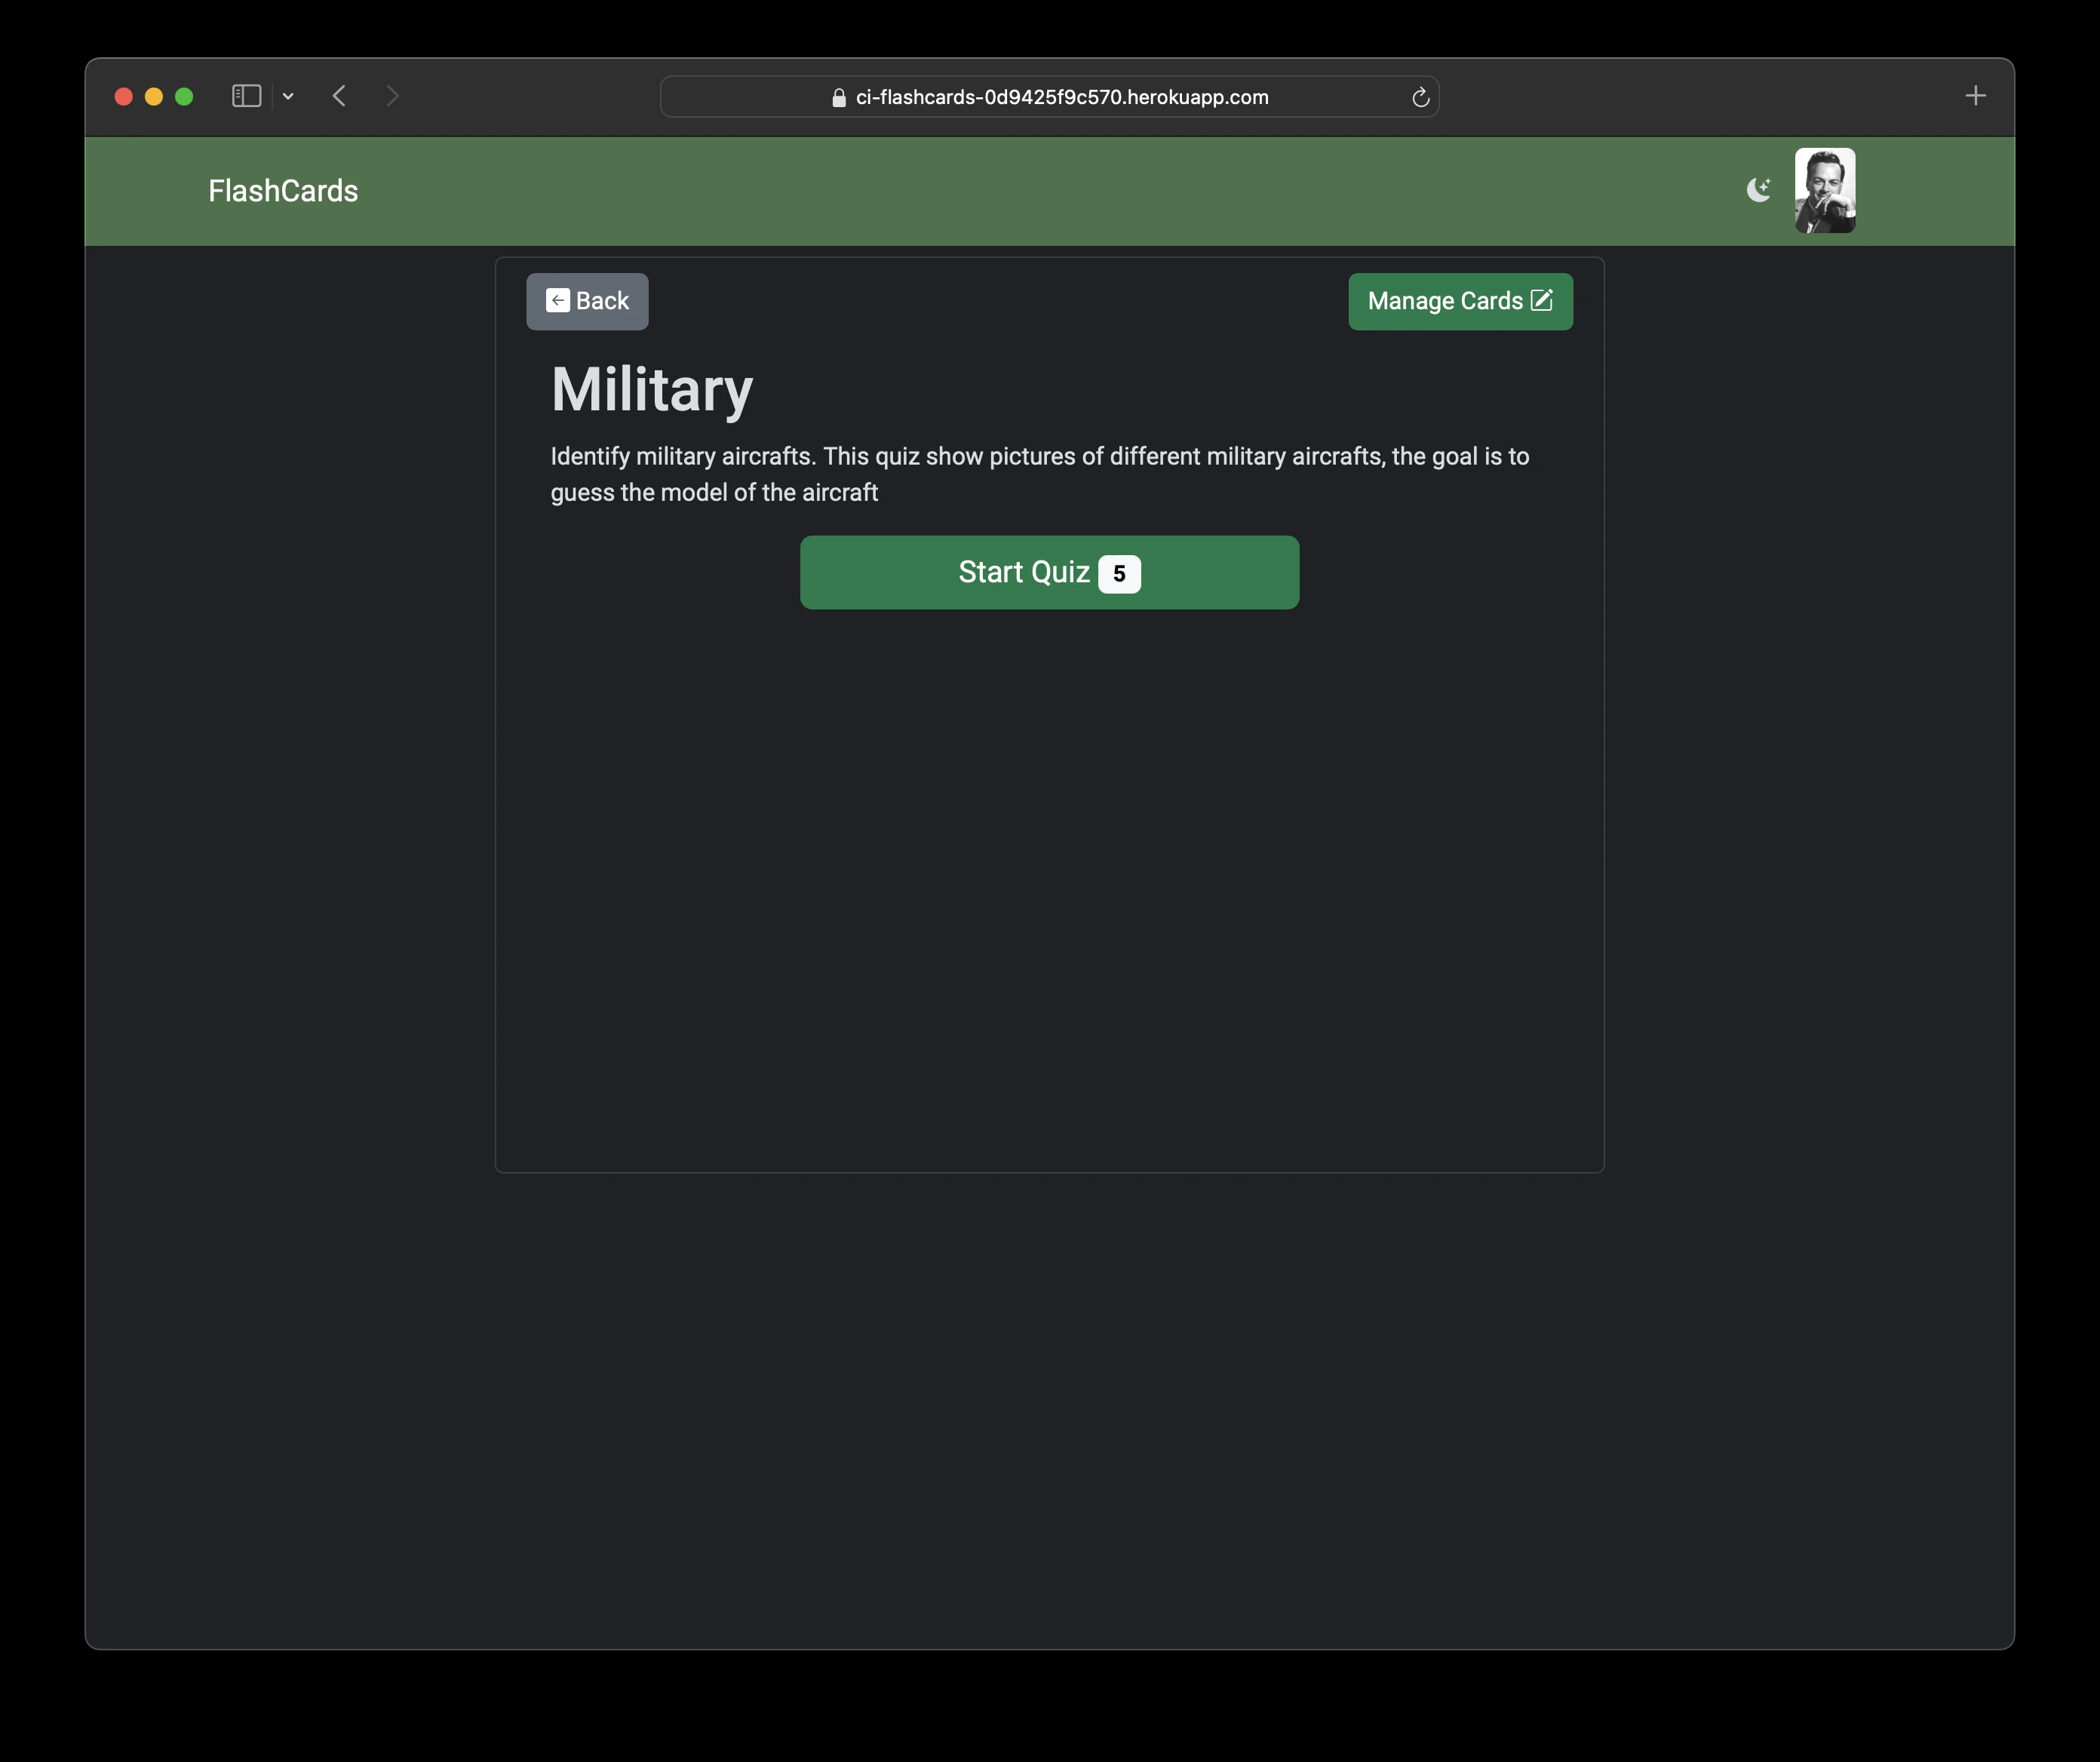 ci-flashcards-0d9425f9c570.herokuapp.com
FlashCards
Back
Manage Cards
Military
Identify military aircrafts. This quiz show pictures of different military aircrafts, the goal is to
guess the model of the aircraft
Start Quiz 5